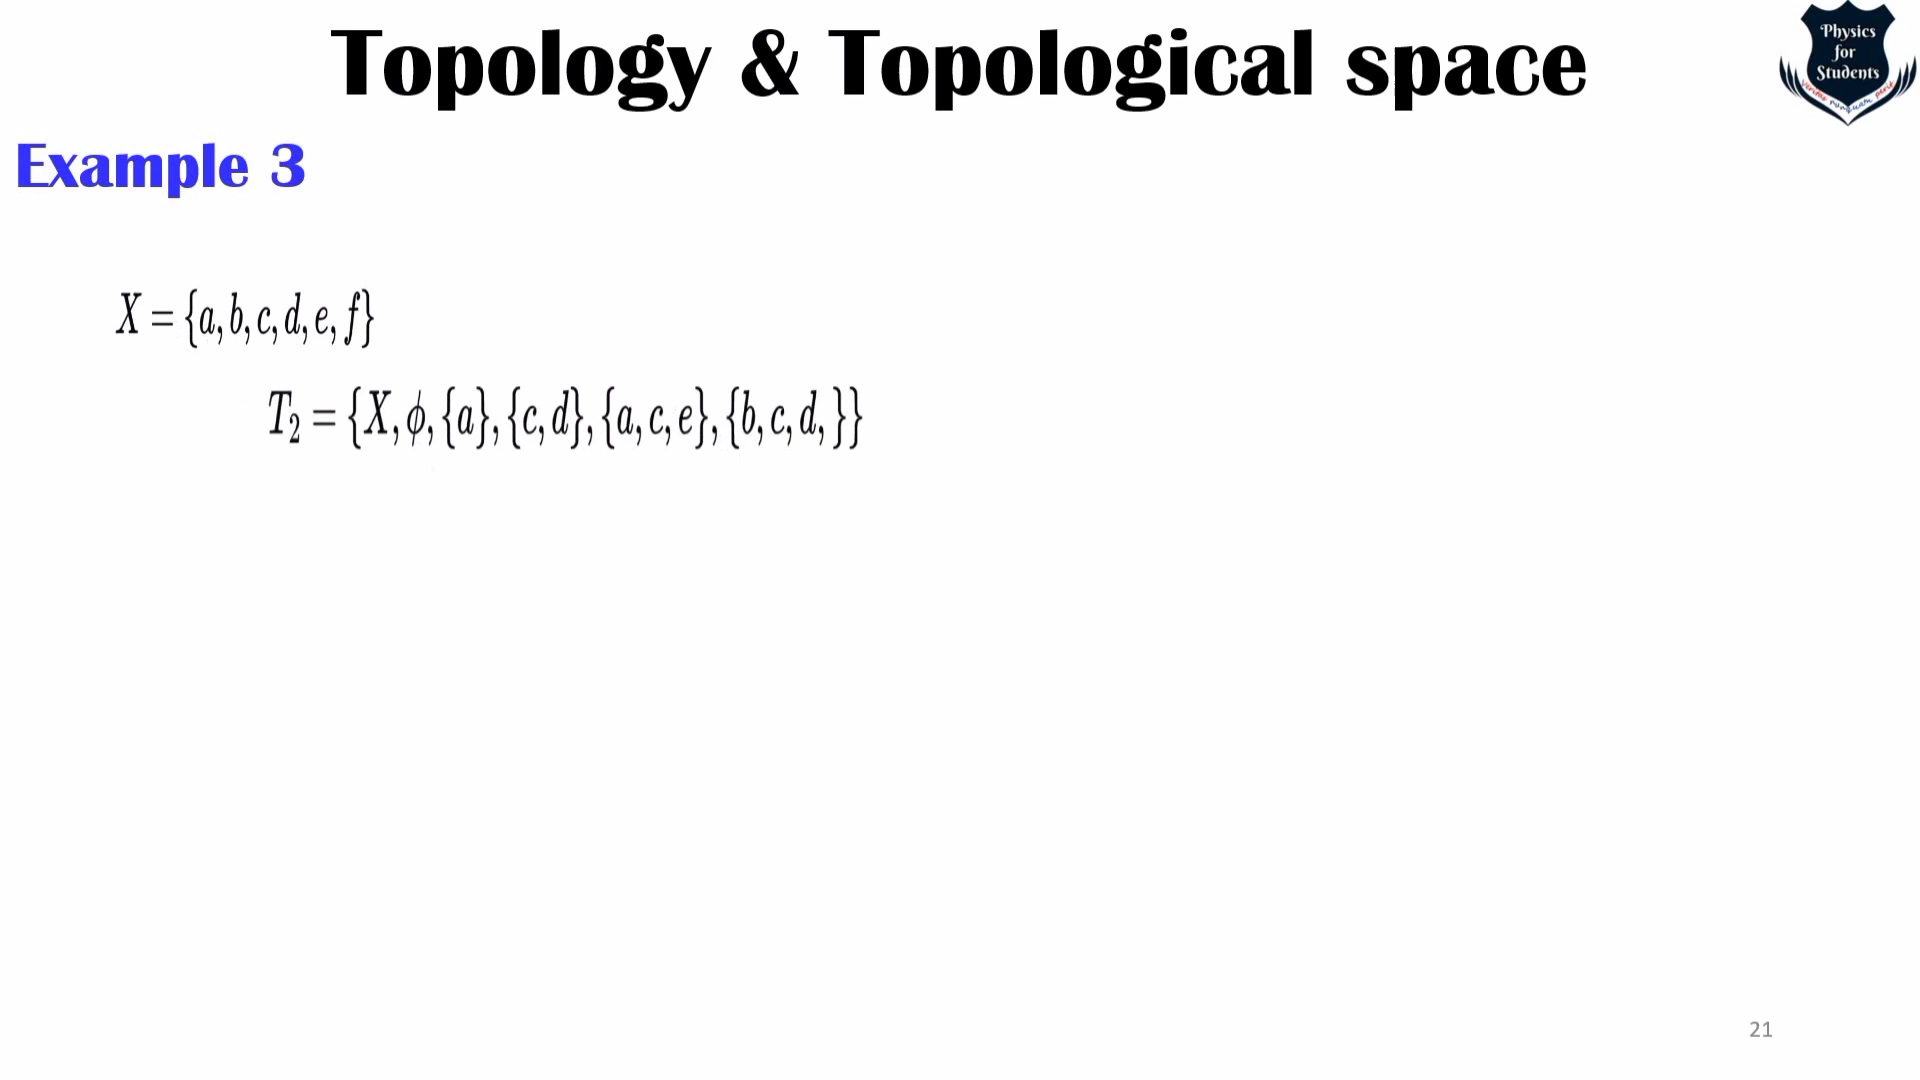 Topology & Topological space
Physics
for
Students
Example 3
X = {a, b, c, d, e, f}
T₂ = {X, ϕ, {a}, {c, d}, {a, c, e}, {b, c, d, }}
21